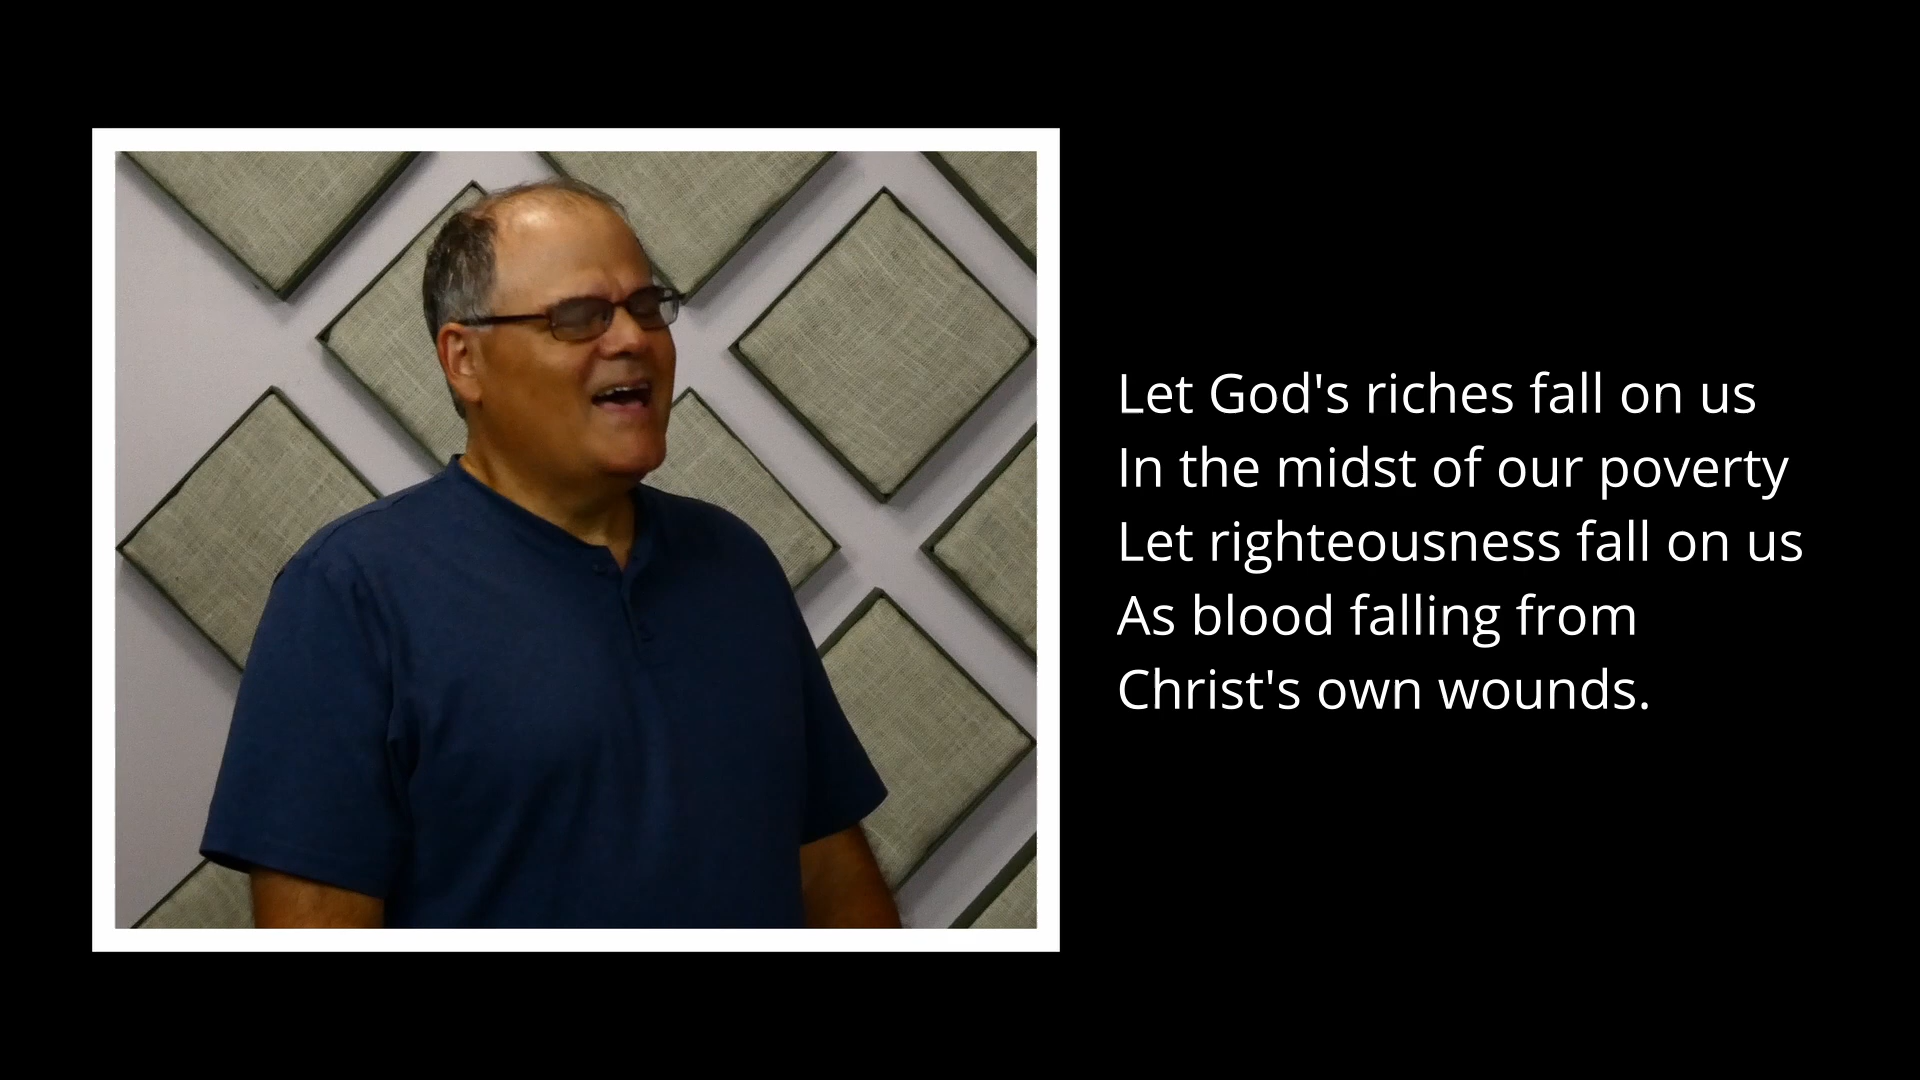 Let God's riches fall on us
In the midst of our poverty
Let righteousness fall on us
As blood falling from
Christ's own wounds.